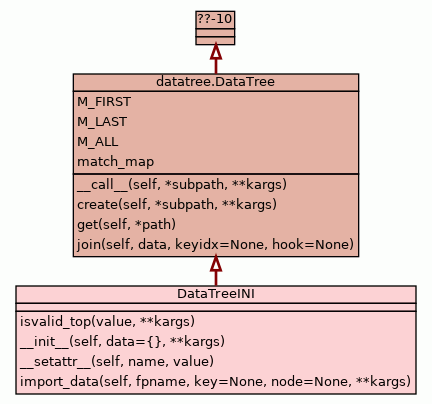 ??-10
datatree.DataTree
M_FIRST
M_LAST
M_ALL
match_map
__call__(self, *subpath, **kargs)
create(self, *subpath, **kargs)
get(self, *path)
join(self, data, keyidx=None, hook=None)
DataTreeINI
isvalid_top(value, **kargs)
__init__(self, data={}, **kargs)
__setattr__(self, name, value)
import_data(self, fpname, key=None, node=None, **kargs)